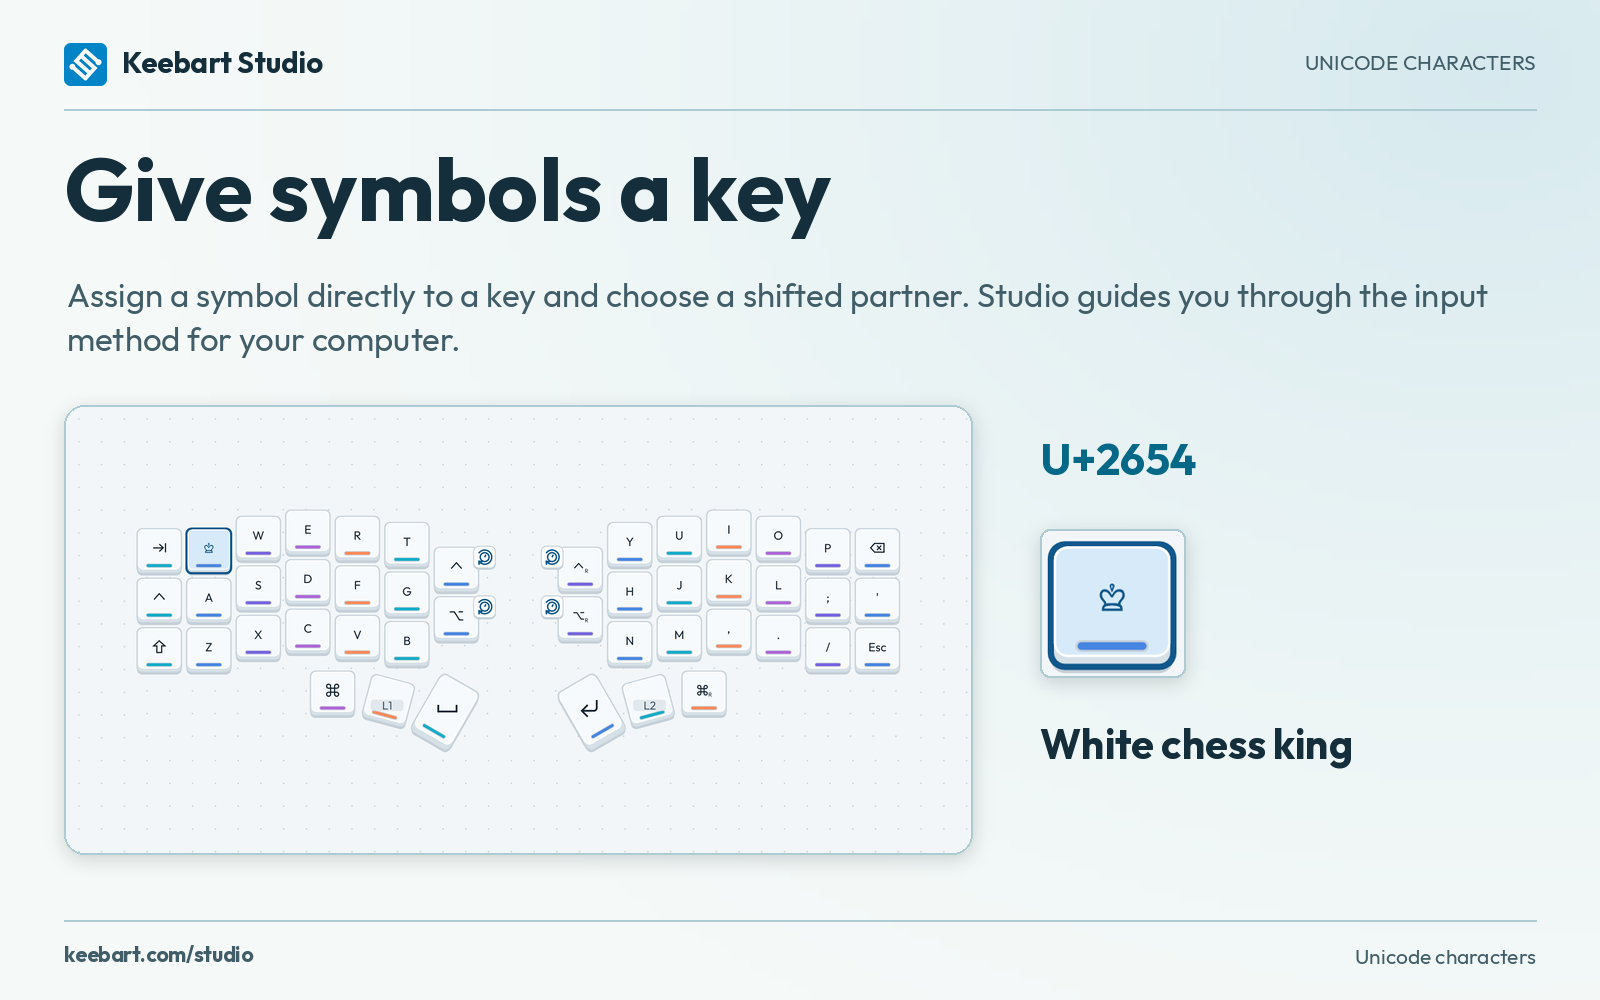 Keebart Studio
UNICODE CHARACTERS
Give symbols a key
Assign a symbol directly to a key and choose a shifted partner. Studio guides you through the input
method for your computer.
⇥ ♔ W E R T Y U I O P ⌫
⌃ A S D F G ⌃ ⌃R H J K L ; '
⇧ Z X C V B ⌥ ⌥R N M , . / Esc
⌘ L1 ⎵ ↵ L2 ⌘R
U+2654
♔
White chess king
keebart.com/studio
Unicode characters